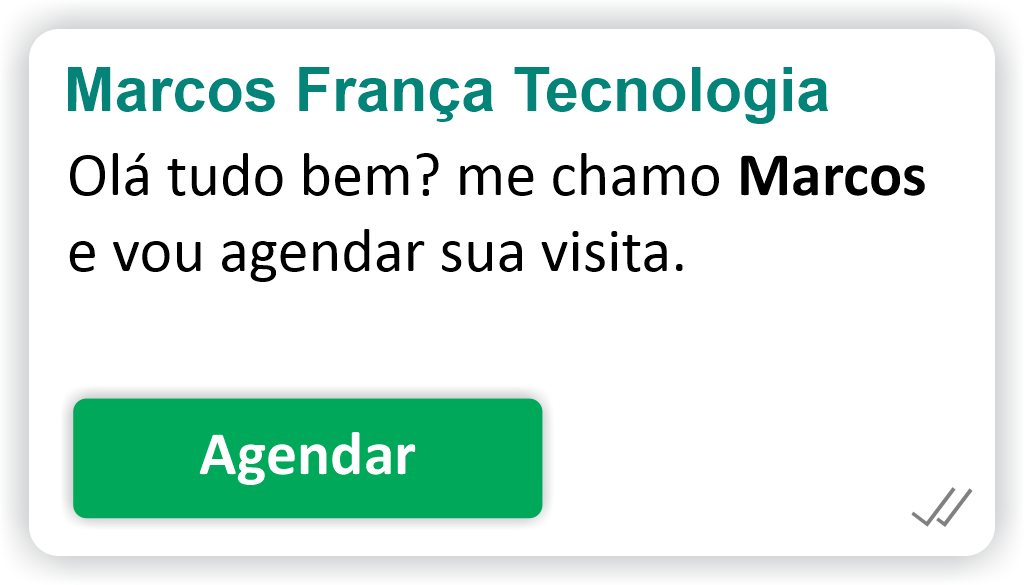 Marcos França Tecnologia
Olá tudo bem? me chamo Marcos
e vou agendar sua visita.
Agendar